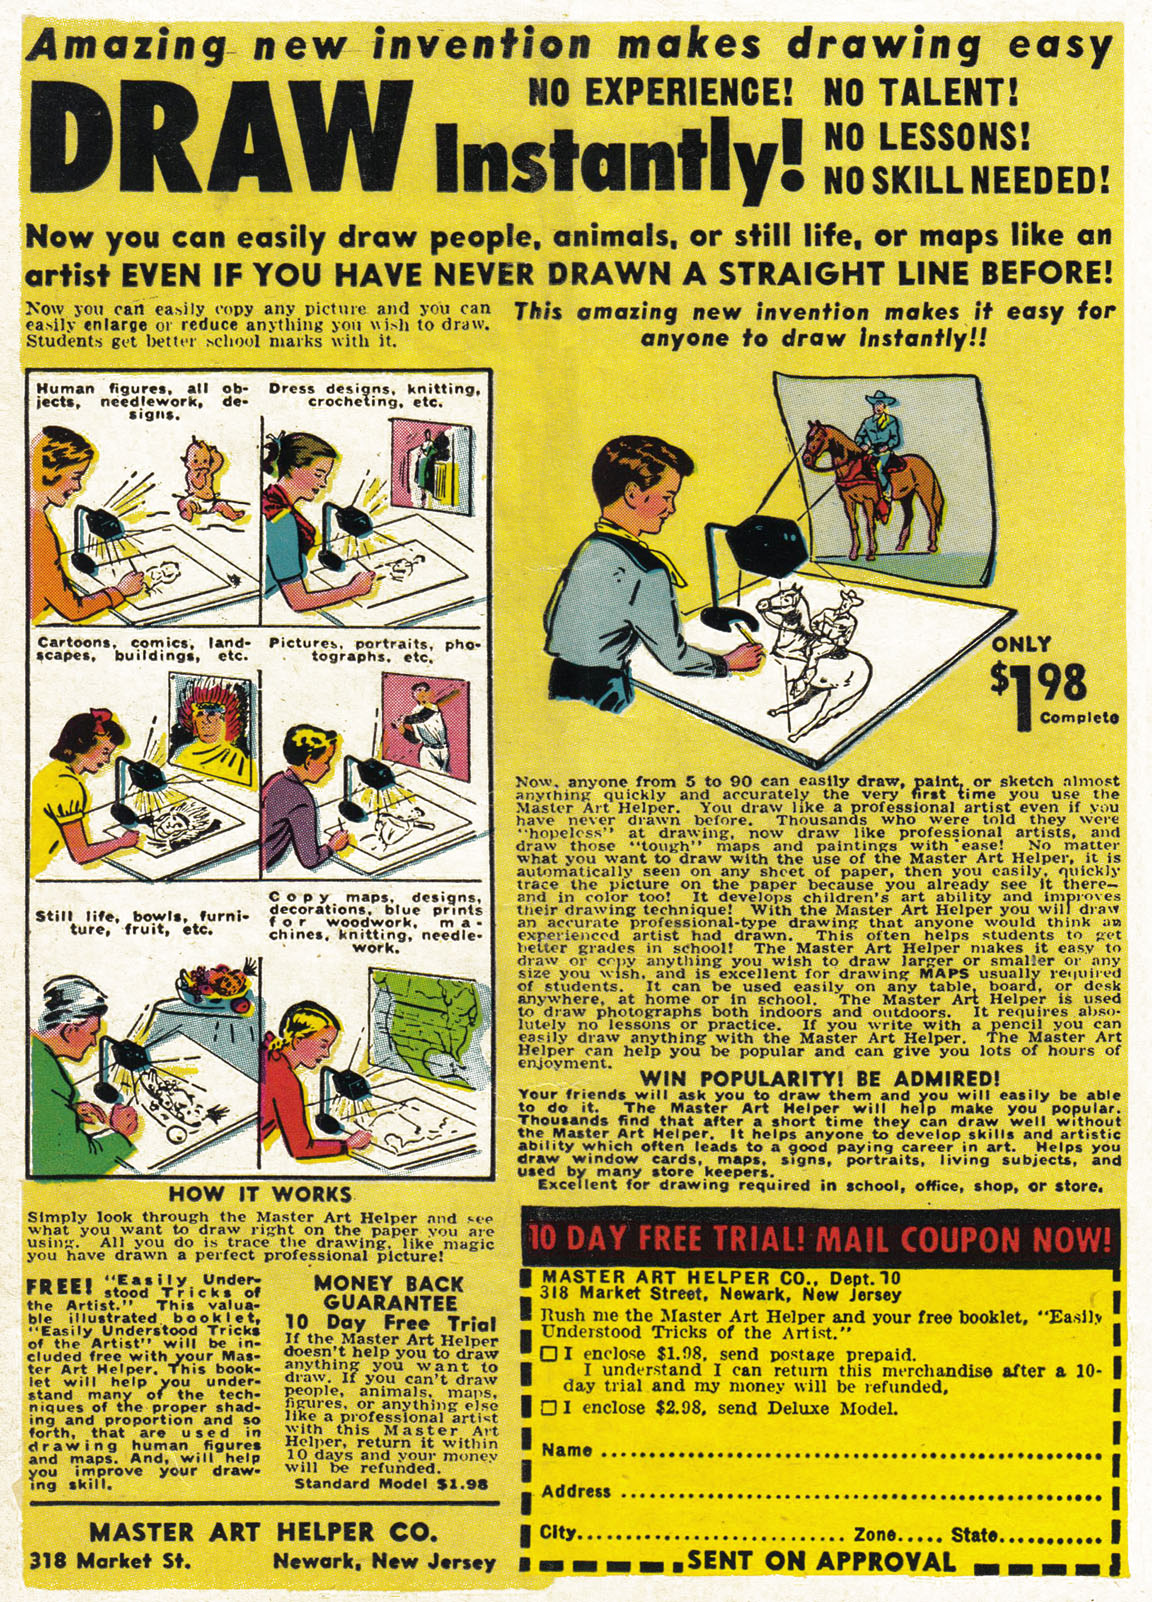 Amazing new invention makes drawing easy
DRAW Instantly!
NO EXPERIENCE! NO TALENT!
NO LESSONS!
NO SKILL NEEDED!
Now you can easily draw people, animals, or still life, or maps like an
artist EVEN IF YOU HAVE NEVER DRAWN A STRAIGHT LINE BEFORE!
Now you can easily copy any picture and you can
easily enlarge or reduce anything you wish to draw.
Students get better school marks with it.
Human figures, all ob-
jects, needlework, de-
signs.
Dress designs, knitting,
crocheting, etc.
Cartoons, comics, land-
scapes, buildings, etc.
Pictures, portraits, pho-
tographs, etc.
Still life, bowls, furni-
ture, fruit, etc.
Copy maps, designs,
decorations, blue prints
for woodwork, ma-
chines, knitting, needle-
work.
HOW IT WORKS
Simply look through the Master Art Helper and see
what you want to draw right on the paper you are
using. All you do is trace the drawing, like magic
you have drawn a perfect professional picture!
FREE! "Easily Under-
stood Tricks of
the Artist." This valua-
ble illustrated booklet,
"Easily Understood Tricks
of the Artist" will be in-
cluded free with your Mas-
ter Art Helper. This book-
let will help you under-
stand many of the tech-
niques of the proper shad-
ing and proportion and so
forth, that are used in
drawing human figures
and maps. And, will help
you improve your draw-
ing skill.
MONEY BACK
GUARANTEE
10 Day Free Trial
If the Master Art Helper
doesn't help you to draw
anything you want to
draw. If you can't draw
people, animals, maps,
figures, or anything else
like a professional artist
with this Master Art
Helper, return it within
10 days and your money
will be refunded.
Standard Model $1.98
MASTER ART HELPER CO.
318 Market St. Newark, New Jersey
This amazing new invention makes it easy for
anyone to draw instantly!!
ONLY
$1.98
Complete
Now, anyone from 5 to 90 can easily draw, paint, or sketch almost
anything quickly and accurately the very first time you use the
Master Art Helper. You draw like a professional artist even if you
have never drawn before. Thousands who were told they were
"hopeless" at drawing, now draw like professional artists, and
draw those "tough" maps and paintings with ease! No matter
what you want to draw with the use of the Master Art Helper, it is
automatically seen on any sheet of paper, then you easily, quickly
trace the picture on the paper because you already see it there—
and in color too! It develops children's art ability and improves
their drawing technique! With the Master Art Helper you will draw
an accurate professional-type drawing that anyone would think an
experienced artist had drawn. This often helps students to get
better grades in school! The Master Art Helper makes it easy to
draw or copy anything you wish to draw larger or smaller or any
size you wish, and is excellent for drawing MAPS usually required
of students. It can be used easily on any table, board, or desk
anywhere, at home or in school. The Master Art Helper is used
to draw photographs both indoors and outdoors. It requires abso-
lutely no lessons or practice. If you write with a pencil you can
easily draw anything with the Master Art Helper. The Master Art
Helper can help you be popular and can give you lots of hours of
enjoyment.
WIN POPULARITY! BE ADMIRED!
Your friends will ask you to draw them and you will easily be able
to do it. The Master Art Helper will help make you popular.
Thousands find that after a short time they can draw well without
the Master Art Helper. It helps anyone to develop skills and artistic
ability which often leads to a good paying career in art. Helps you
draw window cards, maps, signs, portraits, living subjects, and
used by many store keepers.
Excellent for drawing required in school, office, shop, or store.
10 DAY FREE TRIAL! MAIL COUPON NOW!
MASTER ART HELPER CO., Dept. 10
318 Market Street, Newark, New Jersey
Rush me the Master Art Helper and your free booklet, "Easily
Understood Tricks of the Artist."
☐ I enclose $1.98, send postage prepaid.
I understand I can return this merchandise after a 10-
day trial and my money will be refunded,
☐ I enclose $2.98, send Deluxe Model.
Name
Address
City Zone State
SENT ON APPROVAL